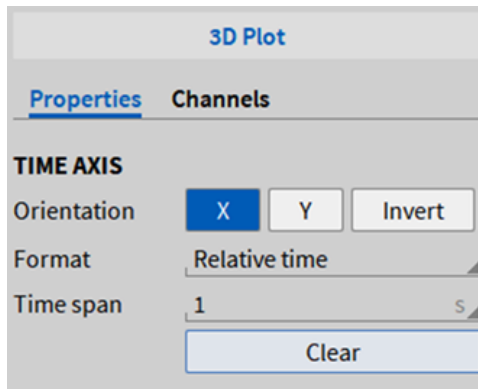 3D Plot
Properties Channels
TIME AXIS
Orientation X Y Invert
Format Relative time
Time span 1 s
Clear